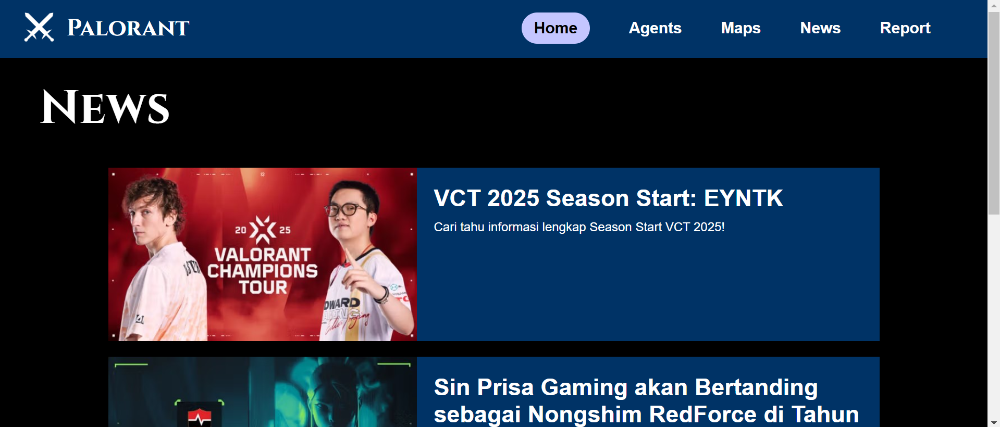 PALORANT
Home
Agents
Maps
News
Report
NEWS
20 25
VALORANT
CHAMPIONS
TOUR
VCT 2025 Season Start: EYNTK
Cari tahu informasi lengkap Season Start VCT 2025!
Sin Prisa Gaming akan Bertanding
sebagai Nongshim RedForce di Tahun